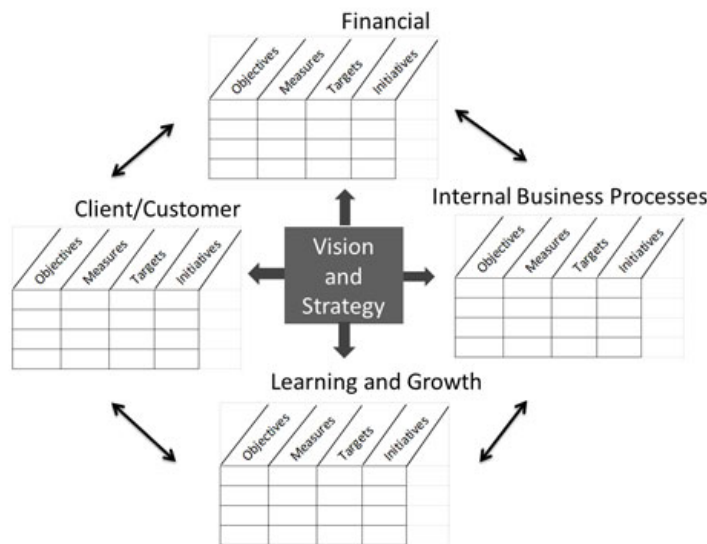 Financial
Objectives
Measures
Targets
Initiatives
Client/Customer
Objectives
Measures
Targets
Initiatives
Vision
and
Strategy
Internal Business Processes
Objectives
Measures
Targets
Initiatives
Learning and Growth
Objectives
Measures
Targets
Initiatives